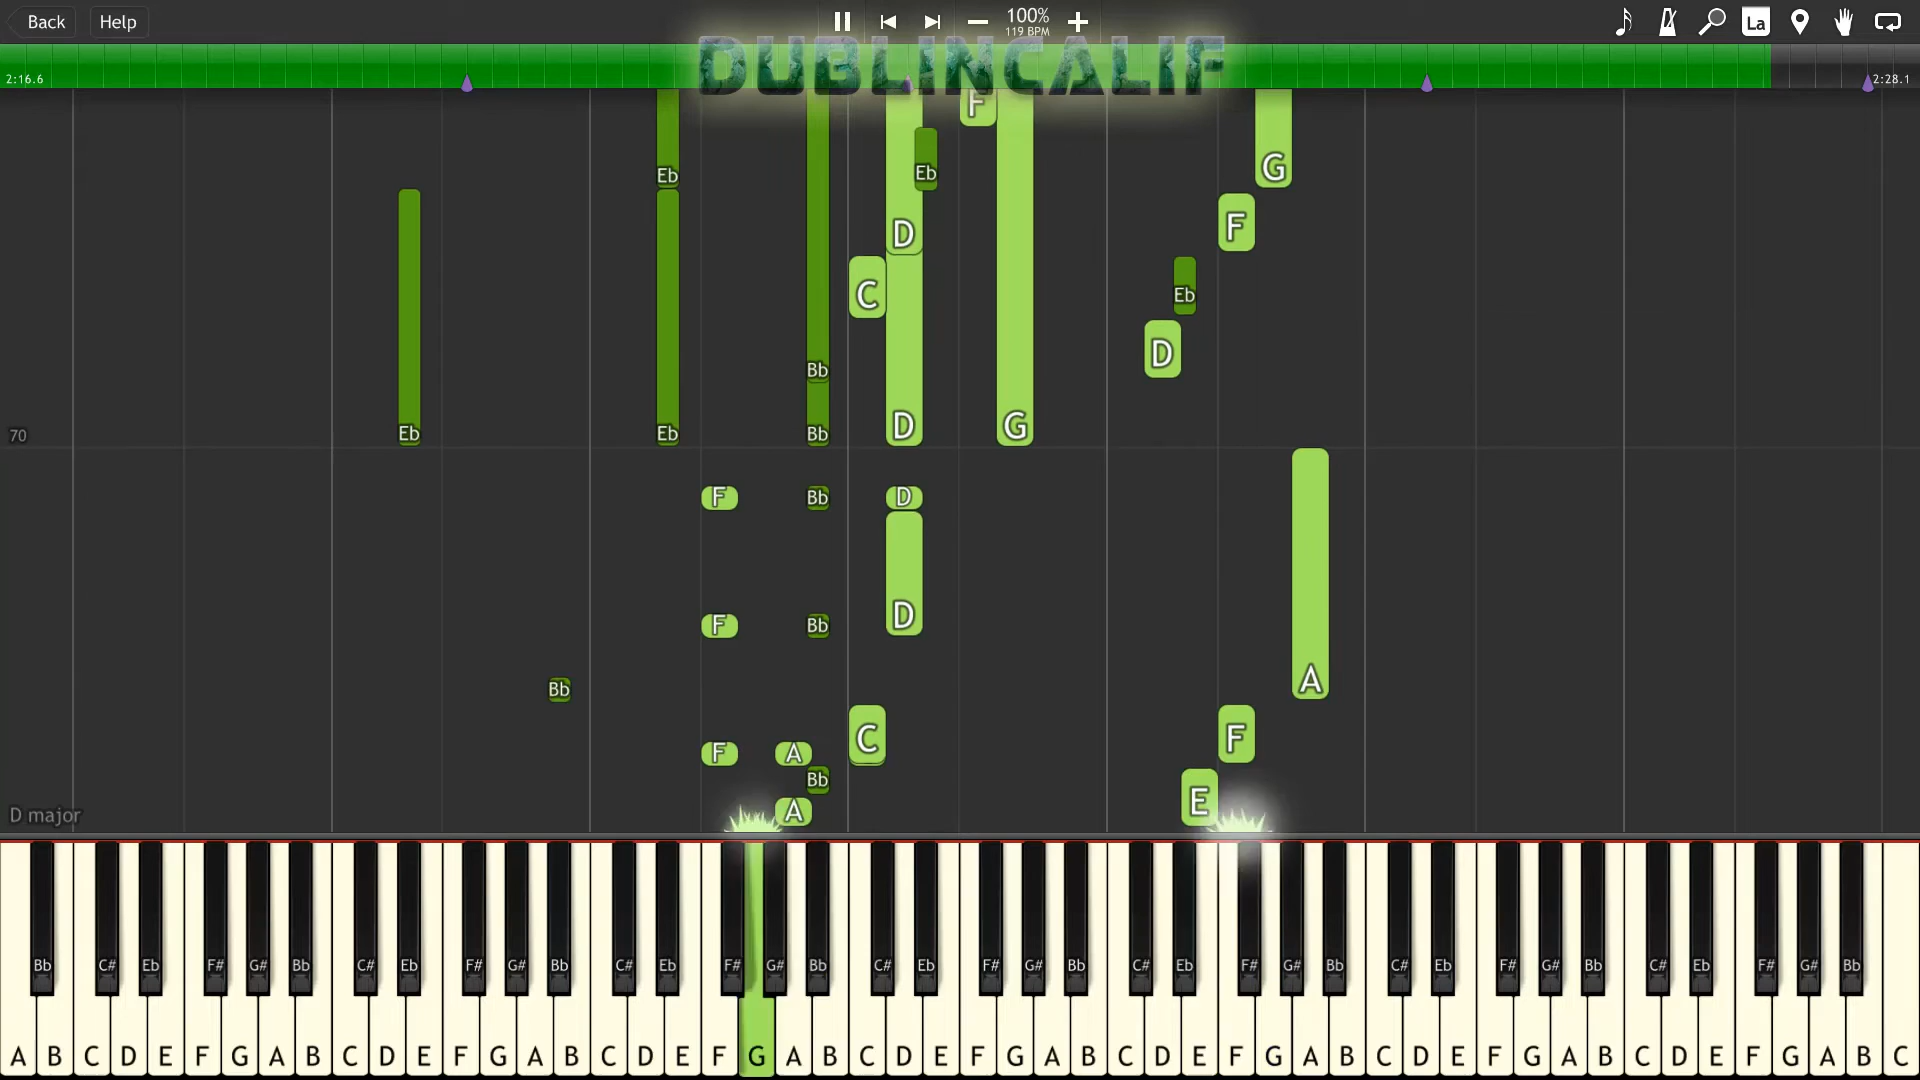 Back Help 100% La
119 BPM
DUBLINCALIF
2:16.6 2:28.1
F
G
Eb Eb
D F
C Eb
D
Bb
D G
70 Eb Eb Bb
F Bb D
D
F Bb
A
Bb
C F
F A
Bb
E
D major A
Bb C# Eb F# G# Bb C# Eb F# G# Bb C# Eb F# G# Bb C# Eb F# G# Bb C# Eb F# G# Bb C# Eb F# G# Bb C# Eb F# G# Bb
A B C D E F G A B C D E F G A B C D E F G A B C D E F G A B C D E F G A B C D E F G A B C D E F G A B C